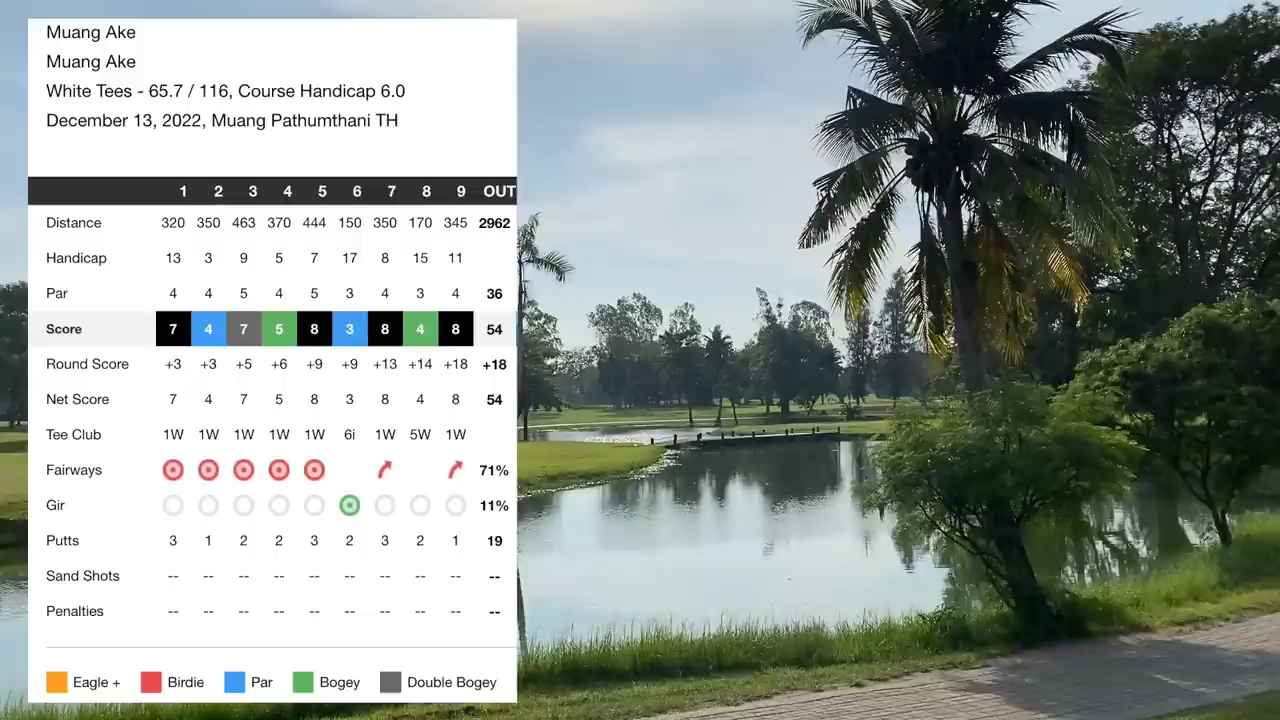 Muang Ake
Muang Ake
White Tees - 65.7 / 116, Course Handicap 6.0
December 13, 2022, Muang Pathumthani TH
1 2 3 4 5 6 7 8 9 OUT
Distance 320 350 463 370 444 150 350 170 345 2962
Handicap 13 3 9 5 7 17 8 15 11
Par 4 4 5 4 5 3 4 3 4 36
Score 7 4 7 5 8 3 8 4 8 54
Round Score +3 +3 +5 +6 +9 +9 +13 +14 +18 +18
Net Score 7 4 7 5 8 3 8 4 8 54
Tee Club 1W 1W 1W 1W 1W 6i 1W 5W 1W
Fairways 71%
Gir 11%
Putts 3 1 2 2 3 2 3 2 1 19
Sand Shots -- -- -- -- -- -- -- -- -- --
Penalties -- -- -- -- -- -- -- -- -- --
Eagle + Birdie Par Bogey Double Bogey